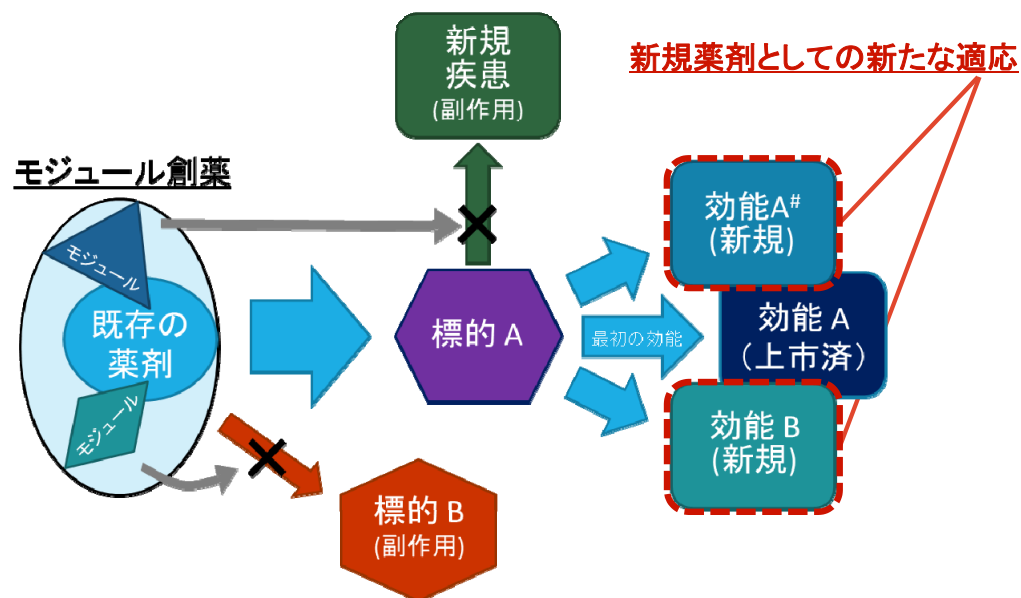 新規
疾患
(副作用)
新規薬剤としての新たな適応
モジュール創薬
モジュール
既存の
薬剤
モジュール
標的 A
最初の効能
効能A#
(新規)
効能 A
（上市済）
効能 B
(新規)
標的 B
(副作用)